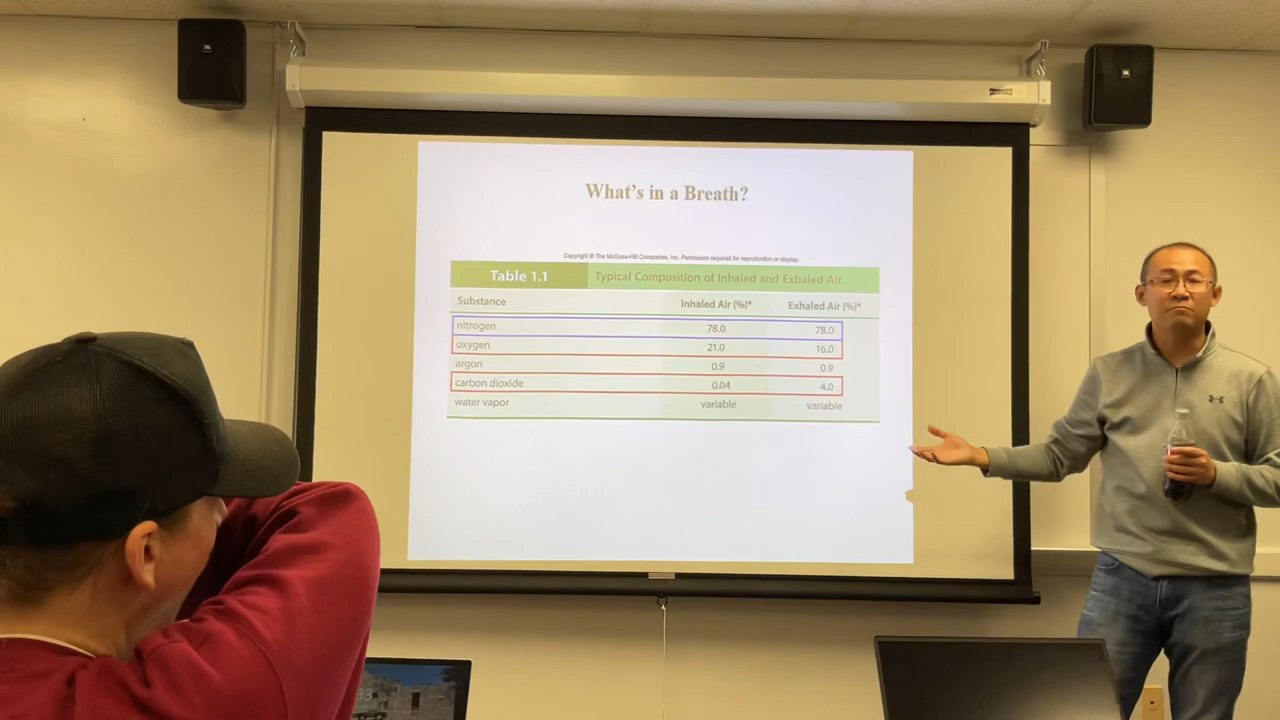 JBL
JBL
What's in a Breath?
Copyright © The McGraw-Hill Companies, Inc. Permission required for reproduction or display.
Table 1.1 Typical Composition of Inhaled and Exhaled Air
Substance Inhaled Air (%)* Exhaled Air (%)*
nitrogen 78.0 78.0
oxygen 21.0 16.0
argon 0.9 0.9
carbon dioxide 0.04 4.0
water vapor variable variable